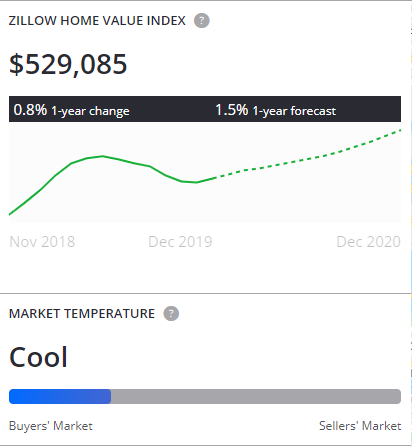 ZILLOW HOME VALUE INDEX ?
$529,085
0.8% 1-year change 1.5% 1-year forecast
Nov 2018 Dec 2019 Dec 2020
MARKET TEMPERATURE ?
Cool
Buyers' Market Sellers' Market